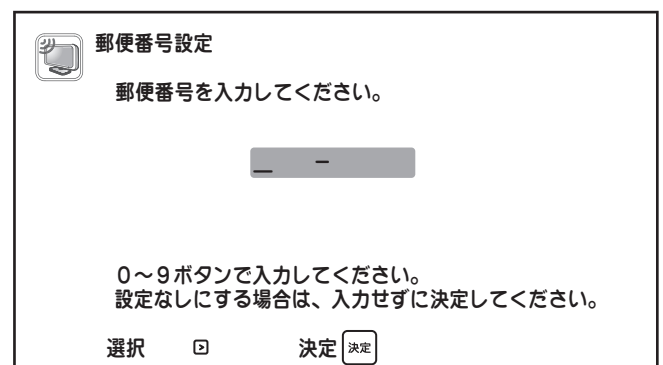 郵便番号設定
郵便番号を入力してください。
_ －
０～９ボタンで入力してください。
設定なしにする場合は、入力せずに決定してください。
選択 決定 決定